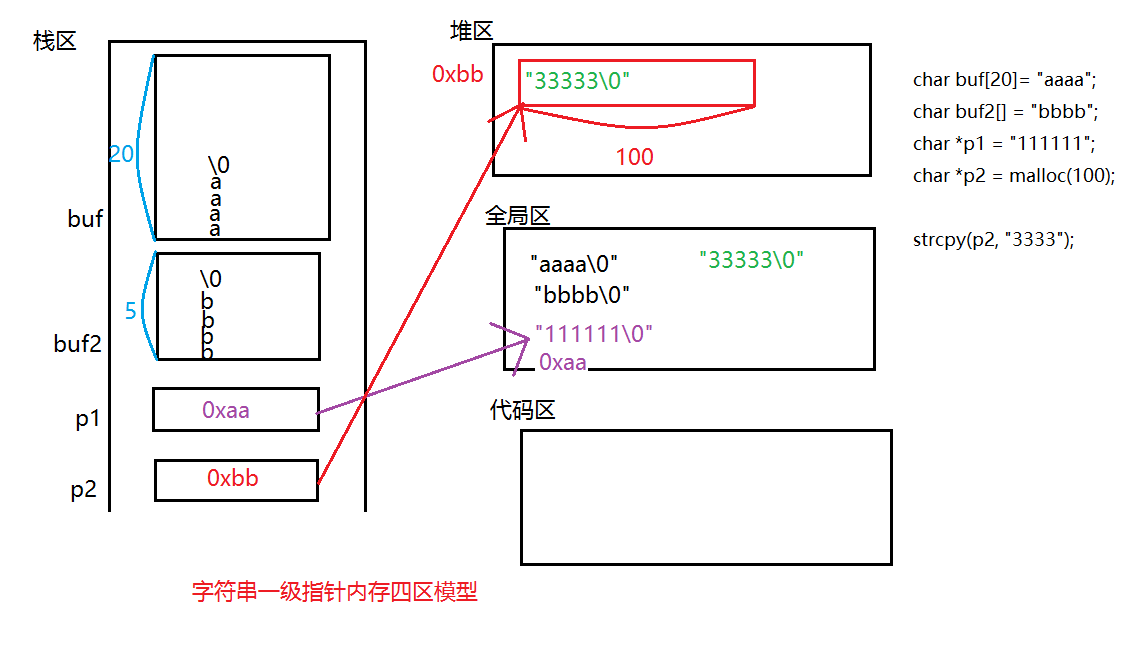 栈区
20
\0
a
a
a
a
buf
5
\0
b
b
b
b
buf2
0xaa
p1
0xbb
p2
堆区
0xbb
"33333\0"
100
全局区
"aaaa\0"
"33333\0"
"bbbb\0"
"111111\0"
0xaa
代码区
char buf[20]= "aaaa";
char buf2[] = "bbbb";
char *p1 = "111111";
char *p2 = malloc(100);
strcpy(p2, "3333");
字符串一级指针内存四区模型